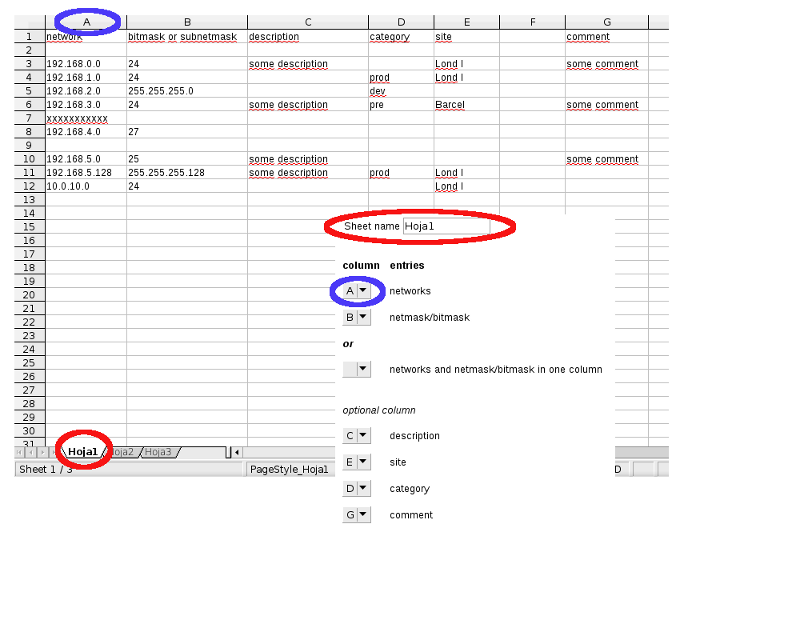 A B C D E F G
1 network bitmask or subnetmask description category site comment
2
3 192.168.0.0 24 some description Lond I some comment
4 192.168.1.0 24 prod Lond I
5 192.168.2.0 255.255.255.0 dev
6 192.168.3.0 24 some description pre Barcel some comment
7 xxxxxxxxxxx
8 192.168.4.0 27
9
10 192.168.5.0 25 some description some comment
11 192.168.5.128 255.255.255.128 some description prod Lond I
12 10.0.10.0 24 Lond I
13
14
15 Sheet name Hoja1
16
17
18 column entries
19
20 A networks
21
22 B netmask/bitmask
23
24 or
25
26 networks and netmask/bitmask in one column
27
28
29 optional column
30
31 C description
Hoja1 Hoja2 Hoja3
Sheet 1 / 3 PageStyle_Hoja1 D
E site
D category
G comment